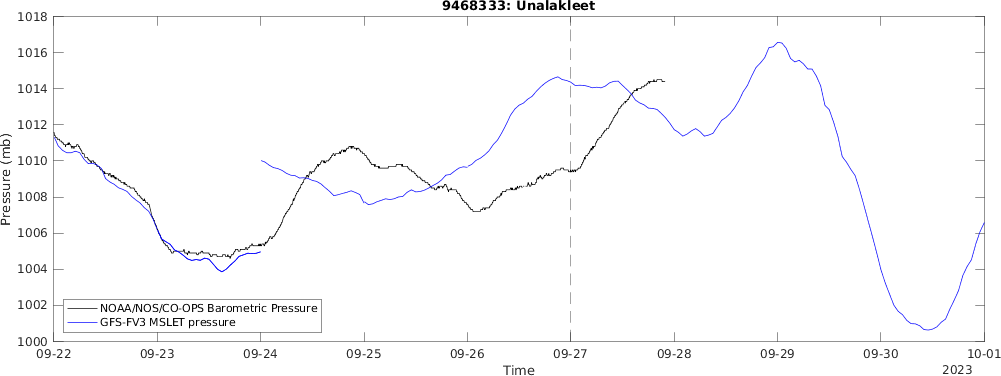 9468333: Unalakleet
1018
1016
1014
1012
1010
1008
1006
1004
1002
1000
Pressure (mb)
NOAA/NOS/CO-OPS Barometric Pressure
GFS-FV3 MSLET pressure
09-22 09-23 09-24 09-25 09-26 09-27 09-28 09-29 09-30 10-01
Time
2023